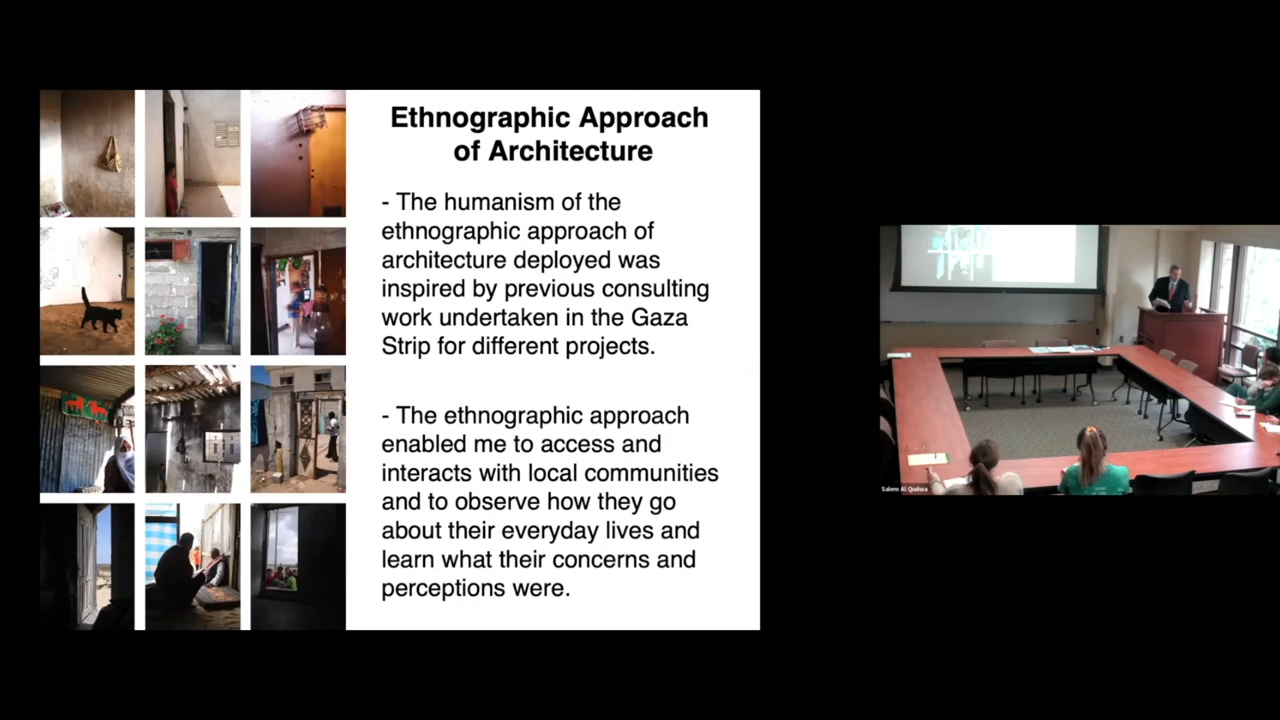 Ethnographic Approach
of Architecture
- The humanism of the
ethnographic approach of
architecture deployed was
inspired by previous consulting
work undertaken in the Gaza
Strip for different projects.
- The ethnographic approach
enabled me to access and
interacts with local communities
and to observe how they go
about their everyday lives and
learn what their concerns and
perceptions were.
Salem Al Qudwa